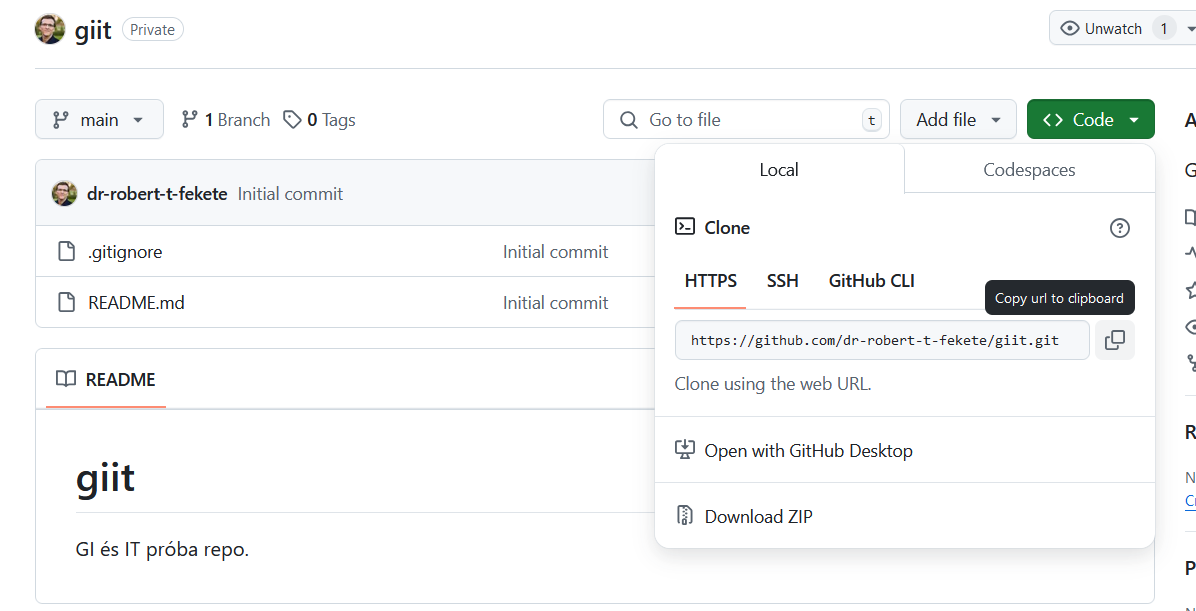 giit Private
Unwatch 1
main 1 Branch 0 Tags
Go to file t
Add file
Code
Local Codespaces
dr-robert-t-fekete Initial commit
Clone
.gitignore Initial commit
HTTPS SSH GitHub CLI
Copy url to clipboard
README.md Initial commit
https://github.com/dr-robert-t-fekete/giit.git
README
Clone using the web URL.
Open with GitHub Desktop
giit
Download ZIP
GI és IT próba repo.